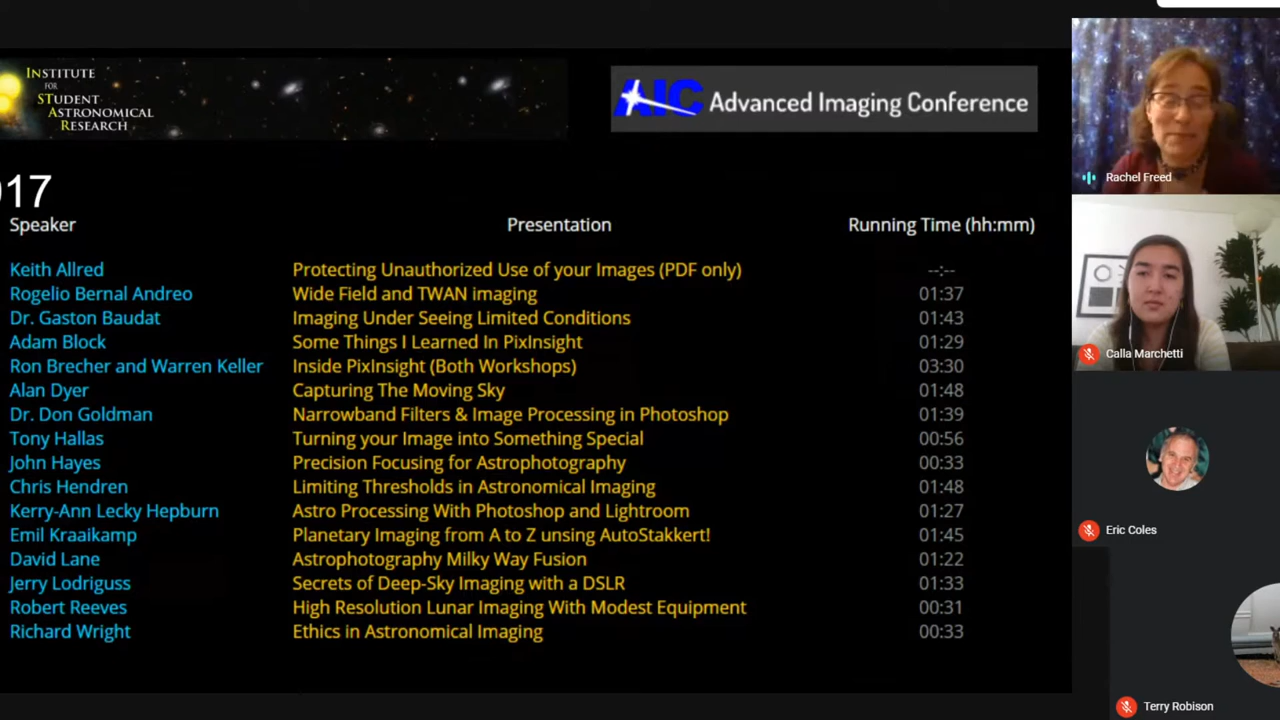 INSTITUTE
FOR
STUDENT
ASTRONOMICAL
RESEARCH
AIC Advanced Imaging Conference
017
Speaker Presentation Running Time (hh:mm)
Keith Allred Protecting Unauthorized Use of your Images (PDF only) --:--
Rogelio Bernal Andreo Wide Field and TWAN imaging 01:37
Dr. Gaston Baudat Imaging Under Seeing Limited Conditions 01:43
Adam Block Some Things I Learned In PixInsight 01:29
Ron Brecher and Warren Keller Inside PixInsight (Both Workshops) 03:30
Alan Dyer Capturing The Moving Sky 01:48
Dr. Don Goldman Narrowband Filters & Image Processing in Photoshop 01:39
Tony Hallas Turning your Image into Something Special 00:56
John Hayes Precision Focusing for Astrophotography 00:33
Chris Hendren Limiting Thresholds in Astronomical Imaging 01:48
Kerry-Ann Lecky Hepburn Astro Processing With Photoshop and Lightroom 01:27
Emil Kraaikamp Planetary Imaging from A to Z unsing AutoStakkert! 01:45
David Lane Astrophotography Milky Way Fusion 01:22
Jerry Lodriguss Secrets of Deep-Sky Imaging with a DSLR 01:33
Robert Reeves High Resolution Lunar Imaging With Modest Equipment 00:31
Richard Wright Ethics in Astronomical Imaging 00:33
Rachel Freed
Calla Marchetti
Eric Coles
Terry Robison